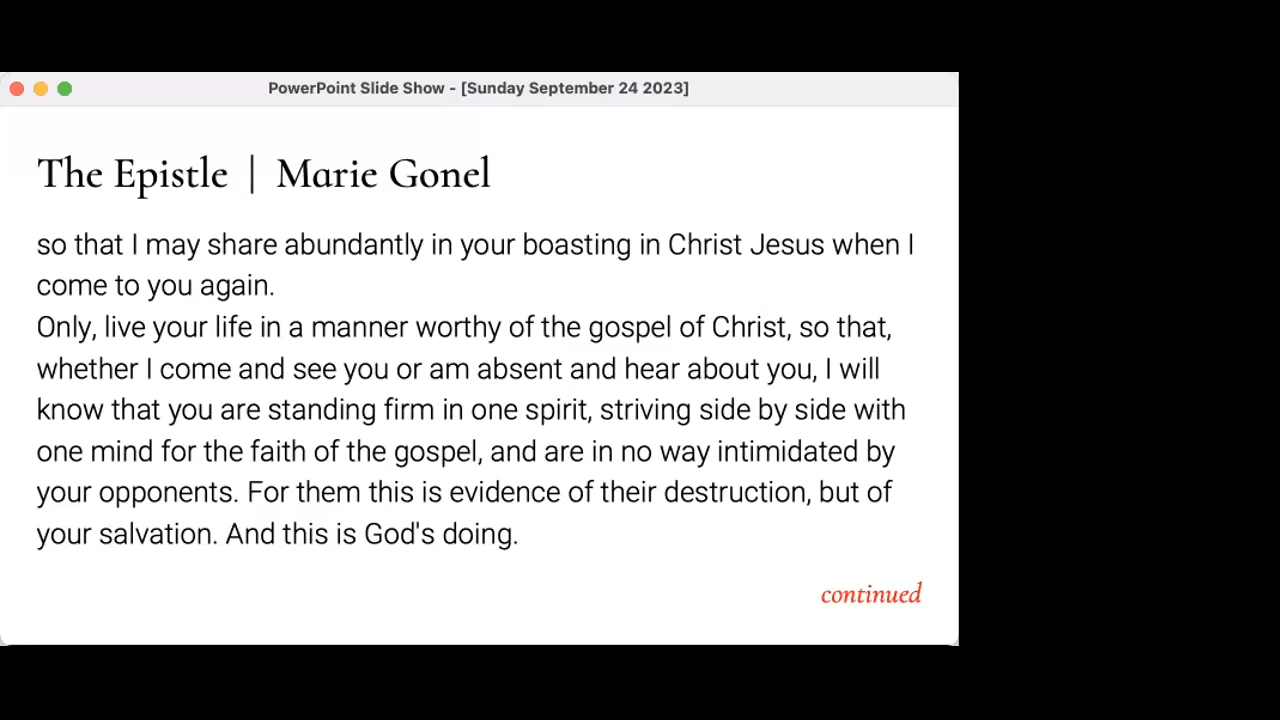 PowerPoint Slide Show - [Sunday September 24 2023]
The Epistle | Marie Gonel
so that I may share abundantly in your boasting in Christ Jesus when I
come to you again.
Only, live your life in a manner worthy of the gospel of Christ, so that,
whether I come and see you or am absent and hear about you, I will
know that you are standing firm in one spirit, striving side by side with
one mind for the faith of the gospel, and are in no way intimidated by
your opponents. For them this is evidence of their destruction, but of
your salvation. And this is God's doing.
continued